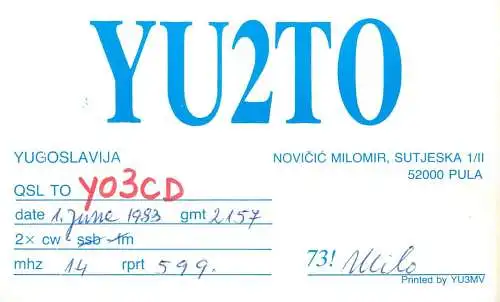 YU2TO
YUGOSLAVIJA
NOVIČIĆ MILOMIR, SUTJESKA 1/II
52000 PULA
QSL TO YO3CD
date 1. June 1983 gmt 2157
2x cw ssb fm
mhz 14 rprt 599.
73! Milo
Printed by YU3MV